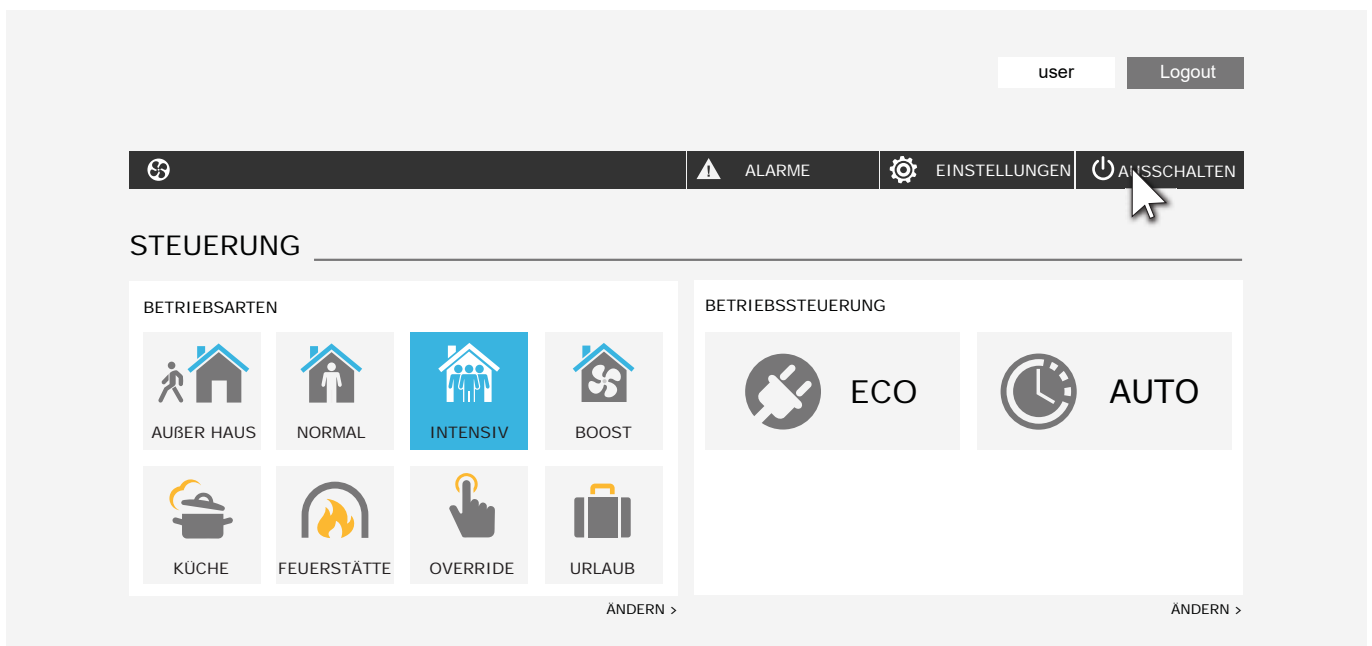 user Logout
ALARME EINSTELLUNGEN AUSSCHALTEN
STEUERUNG
BETRIEBSARTEN
AUßER HAUS NORMAL INTENSIV BOOST
KÜCHE FEUERSTÄTTE OVERRIDE URLAUB
ÄNDERN >
BETRIEBSSTEUERUNG
ECO AUTO
ÄNDERN >